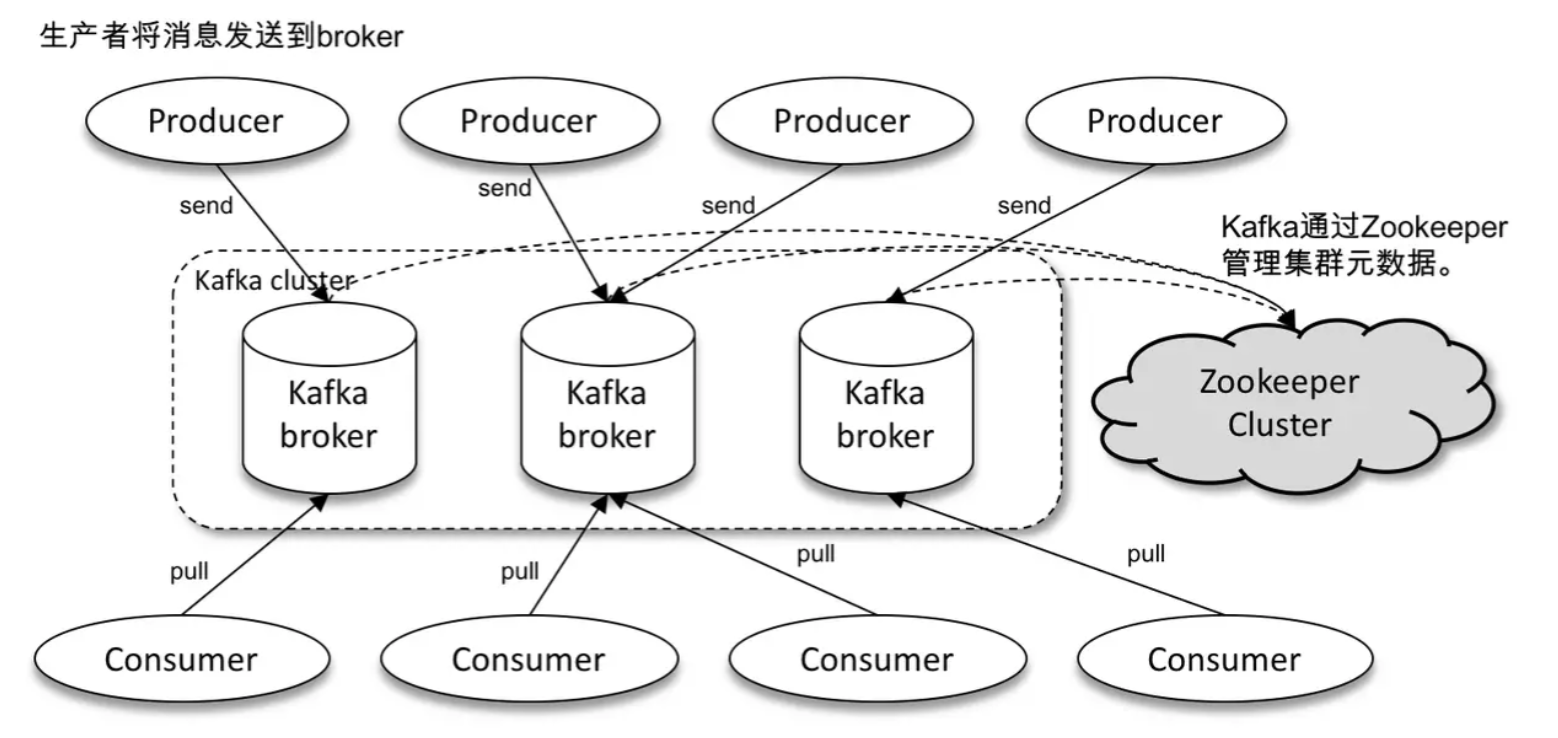 生产者将消息发送到broker
Producer
Producer
Producer
Producer
send
send
send
send
Kafka通过Zookeeper
管理集群元数据。
Kafka cluster
Kafka
broker
Kafka
broker
Kafka
broker
Zookeeper
Cluster
pull
pull
pull
pull
Consumer
Consumer
Consumer
Consumer